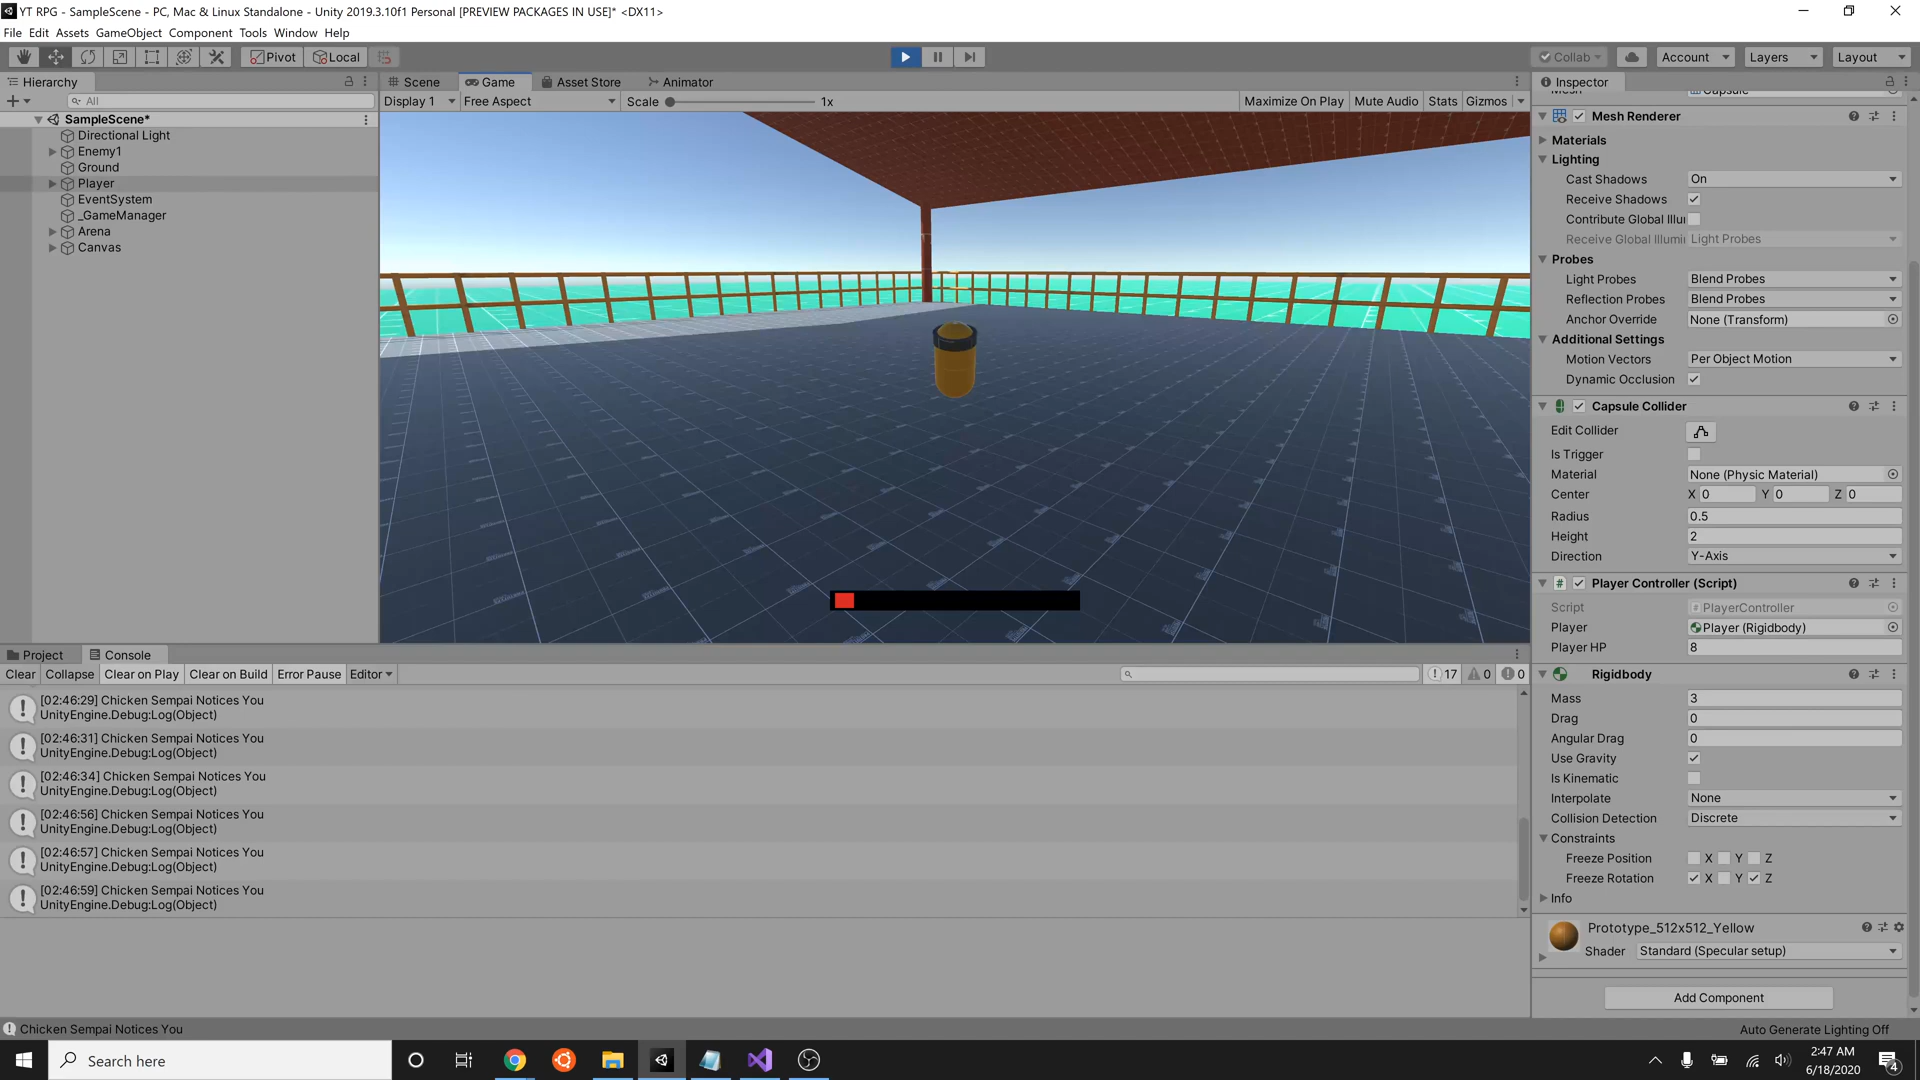 YT RPG - SampleScene - PC, Mac & Linux Standalone - Unity 2019.3.10f1 Personal [PREVIEW PACKAGES IN USE]* <DX11>
File Edit Assets GameObject Component Tools Window Help
Pivot Local Collab Account Layers Layout
Hierarchy
All
SampleScene*
Directional Light
Enemy1
Ground
Player
EventSystem
_GameManager
Arena
Canvas
Scene Game Asset Store Animator
Display 1 Free Aspect Scale 1x Maximize On Play Mute Audio Stats Gizmos
Inspector
Mesh Renderer
Materials
Lighting
Cast Shadows On
Receive Shadows
Contribute Global Illu
Receive Global Illumi Light Probes
Probes
Light Probes Blend Probes
Reflection Probes Blend Probes
Anchor Override None (Transform)
Additional Settings
Motion Vectors Per Object Motion
Dynamic Occlusion
Capsule Collider
Edit Collider
Is Trigger
Material None (Physic Material)
Center X 0 Y 0 Z 0
Radius 0.5
Height 2
Direction Y-Axis
# Player Controller (Script)
Script # PlayerController
Player Player (Rigidbody)
Player HP 8
Rigidbody
Mass 3
Drag 0
Angular Drag 0
Use Gravity
Is Kinematic
Interpolate None
Collision Detection Discrete
Constraints
Freeze Position X Y Z
Freeze Rotation X Y Z
Info
Prototype_512x512_Yellow
Shader Standard (Specular setup)
Add Component
Project Console
Clear Collapse Clear on Play Clear on Build Error Pause Editor 17 0 0
[02:46:29] Chicken Sempai Notices You
UnityEngine.Debug:Log(Object)
[02:46:31] Chicken Sempai Notices You
UnityEngine.Debug:Log(Object)
[02:46:34] Chicken Sempai Notices You
UnityEngine.Debug:Log(Object)
[02:46:56] Chicken Sempai Notices You
UnityEngine.Debug:Log(Object)
[02:46:57] Chicken Sempai Notices You
UnityEngine.Debug:Log(Object)
[02:46:59] Chicken Sempai Notices You
UnityEngine.Debug:Log(Object)
Chicken Sempai Notices You
Auto Generate Lighting Off
Search here
2:47 AM
6/18/2020
4